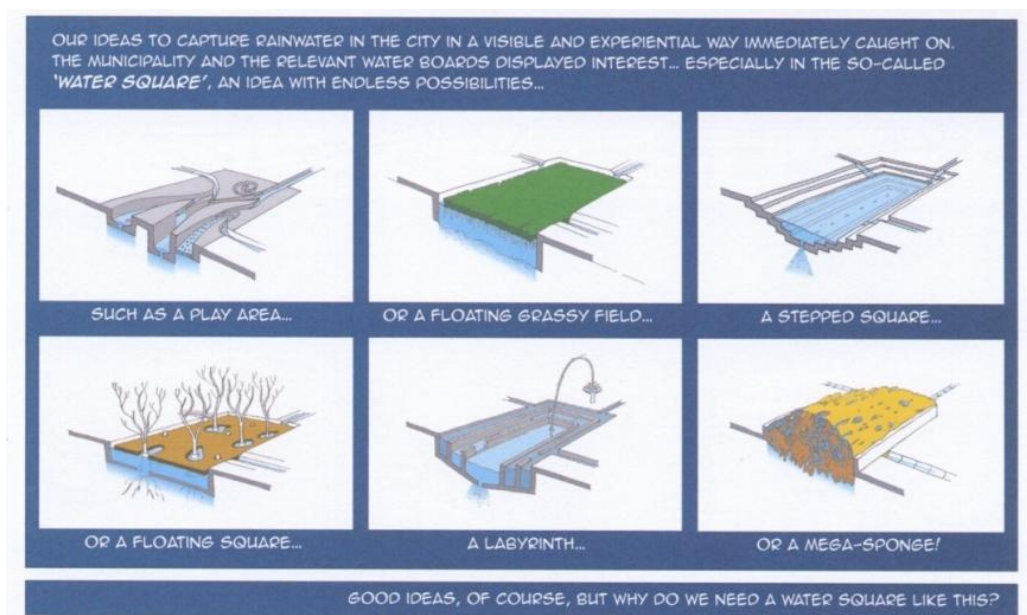 OUR IDEAS TO CAPTURE RAINWATER IN THE CITY IN A VISIBLE AND EXPERIENTIAL WAY IMMEDIATELY CAUGHT ON.
THE MUNICIPALITY AND THE RELEVANT WATER BOARDS DISPLAYED INTEREST... ESPECIALLY IN THE SO-CALLED
'WATER SQUARE', AN IDEA WITH ENDLESS POSSIBILITIES...
SUCH AS A PLAY AREA...
OR A FLOATING GRASSY FIELD...
A STEPPED SQUARE...
OR A FLOATING SQUARE...
A LABYRINTH...
OR A MEGA-SPONGE!
GOOD IDEAS, OF COURSE, BUT WHY DO WE NEED A WATER SQUARE LIKE THIS?